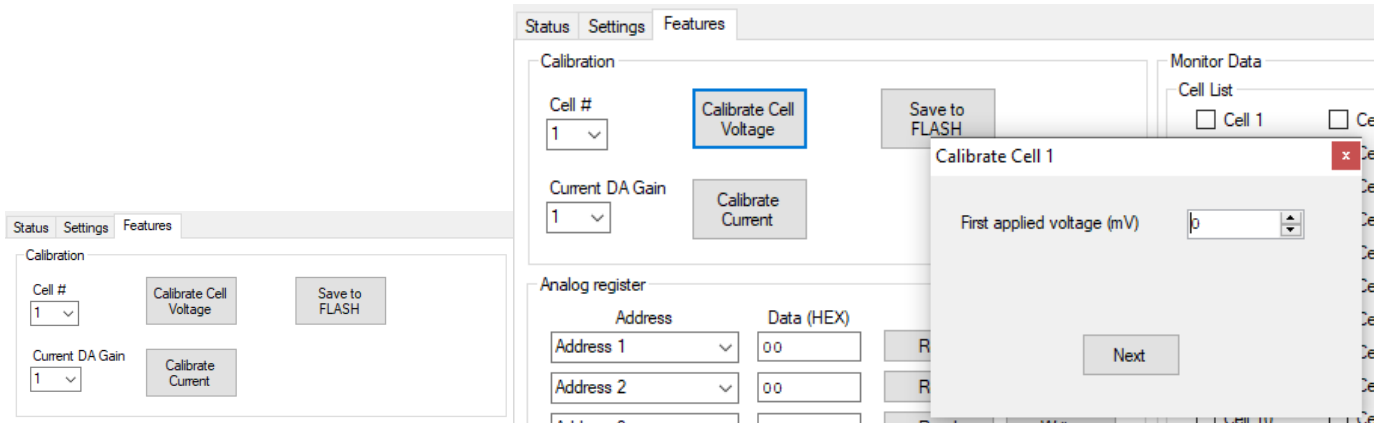 Status Settings Features
Calibration
Cell #
1
Calibrate Cell
Voltage
Save to
FLASH
Current DA Gain
1
Calibrate
Current
Status Settings Features
Calibration
Cell #
1
Calibrate Cell
Voltage
Save to
FLASH
Current DA Gain
1
Calibrate
Current
Monitor Data
Cell List
Cell 1
Calibrate Cell 1
x
First applied voltage (mV)
0
Next
Analog register
Address Data (HEX)
Address 1 00
Address 2 00